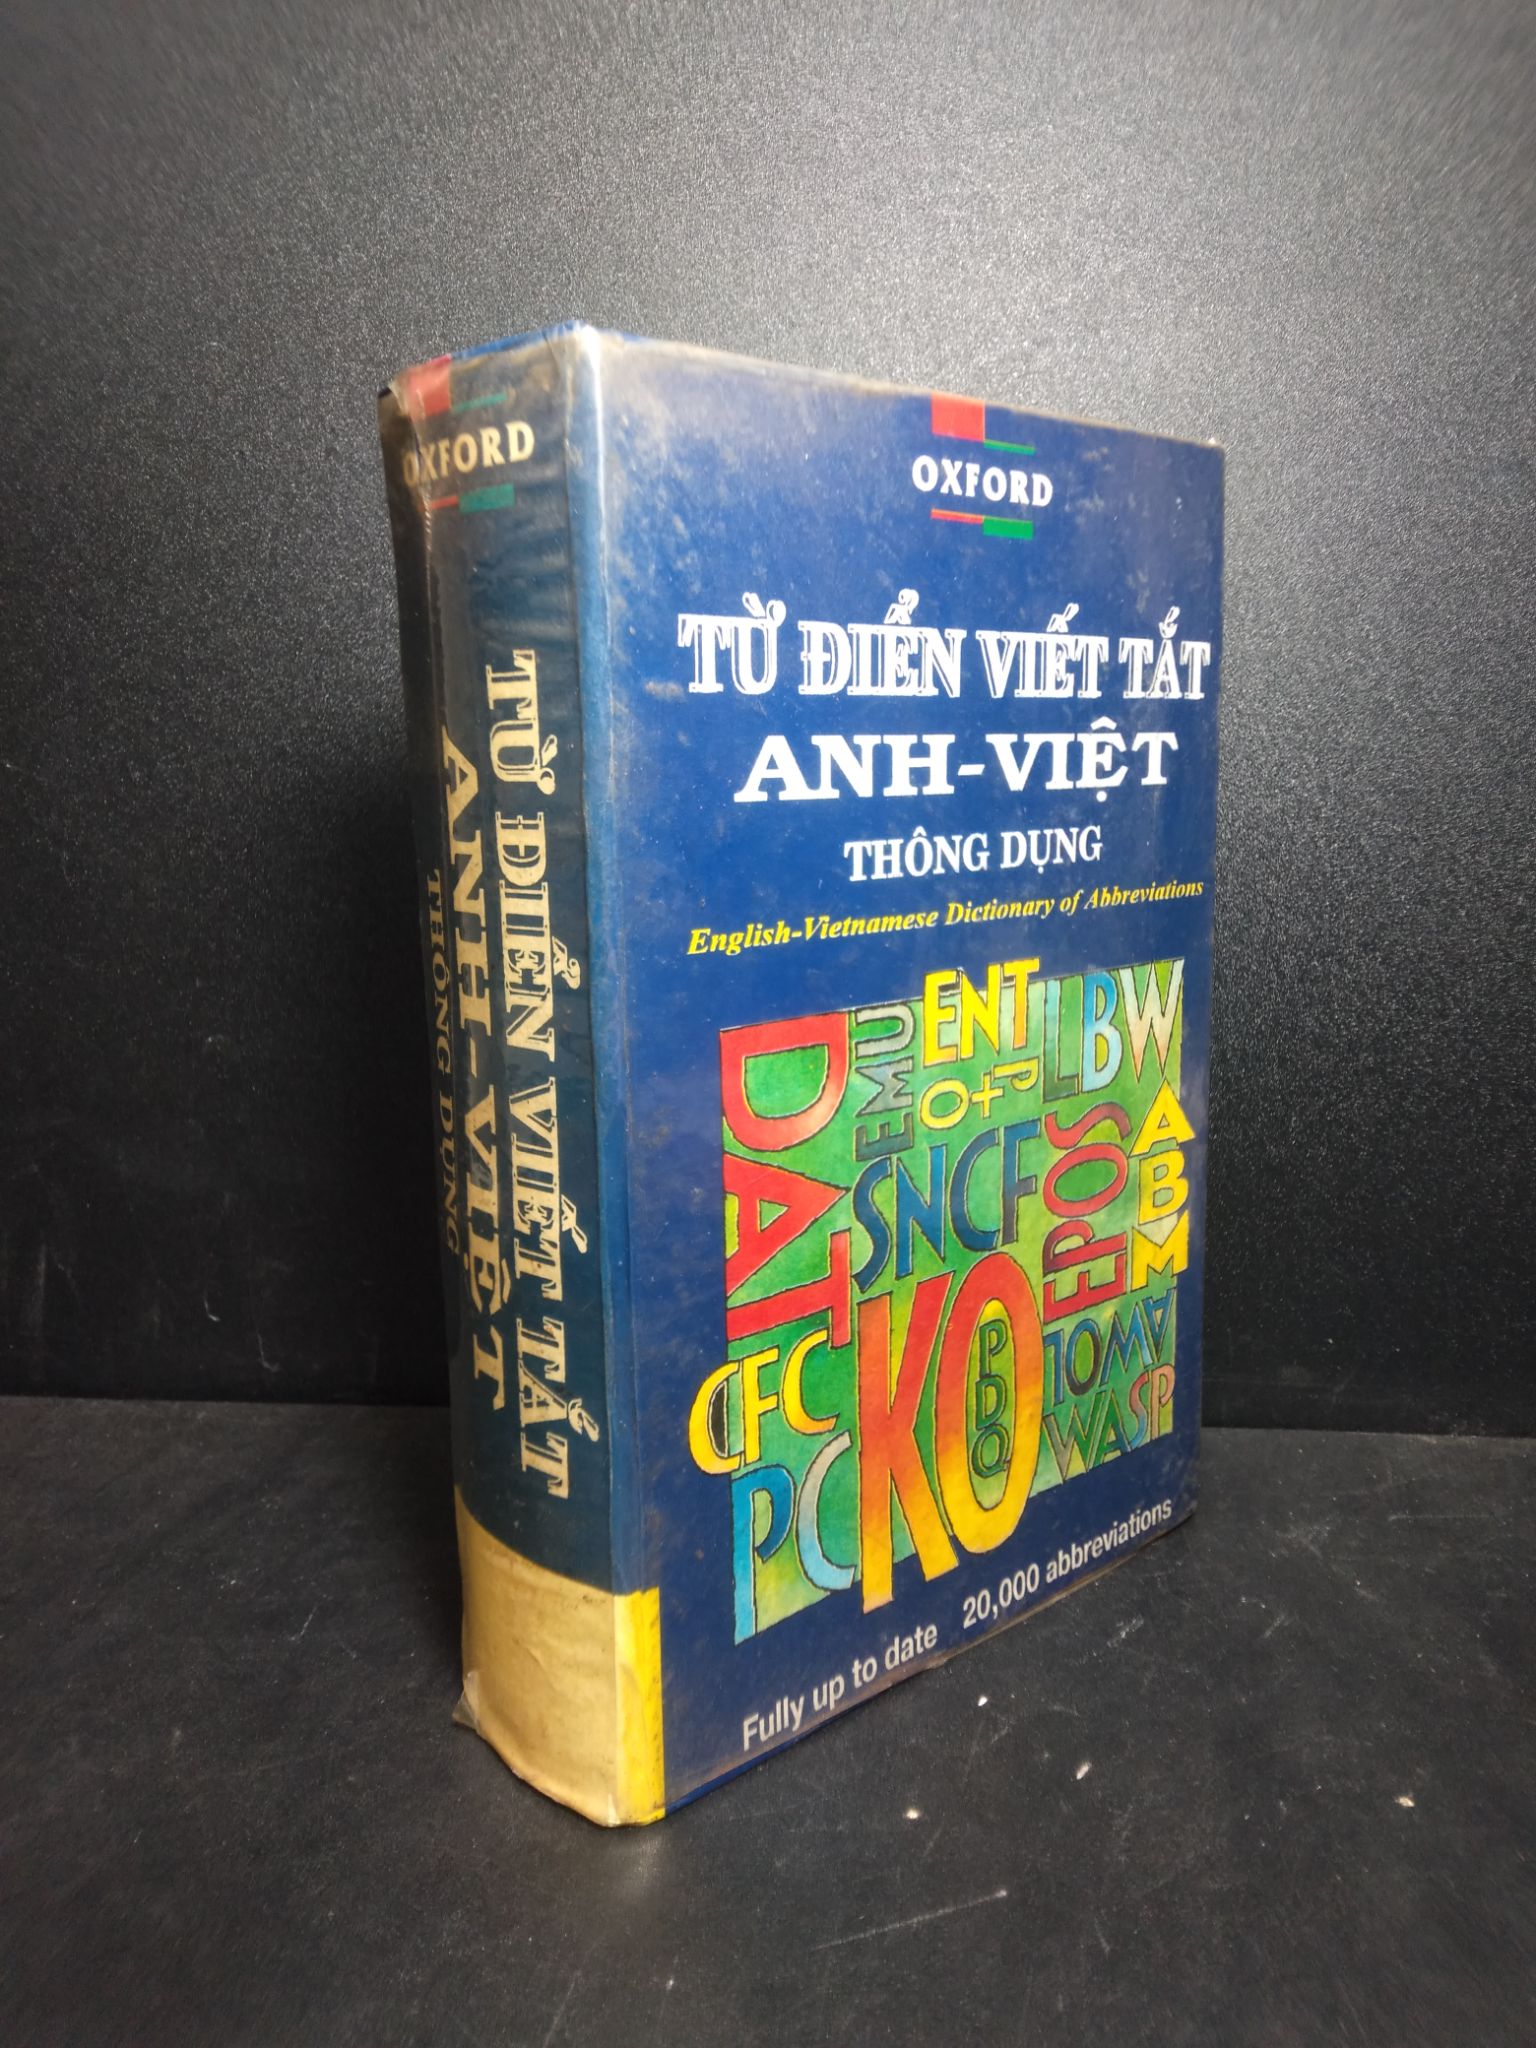 OXFORD
TỪ ĐIỂN VIẾT TẮT
ANH-VIỆT
THÔNG DỤNG
OXFORD
TỪ ĐIỂN VIẾT TẮT
ANH-VIỆT
THÔNG DỤNG
English-Vietnamese Dictionary of Abbreviations
DAT
EMU
ENT
LBW
O+P
SNCF
EPOS
ABM
CFC
KO
PDQ
AWOL
PC
WASP
Fully up to date 20,000 abbreviations